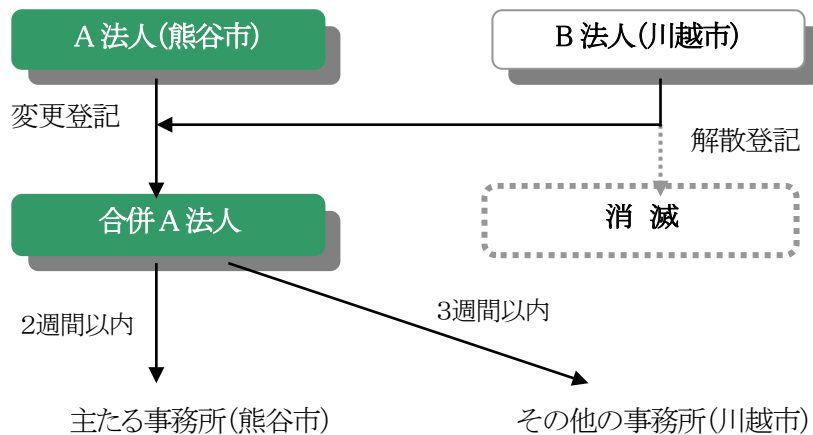 A 法人(熊谷市)
B 法人(川越市)
変更登記
解散登記
合併A 法人
消 滅
2週間以内
3週間以内
主たる事務所(熊谷市)
その他の事務所(川越市)